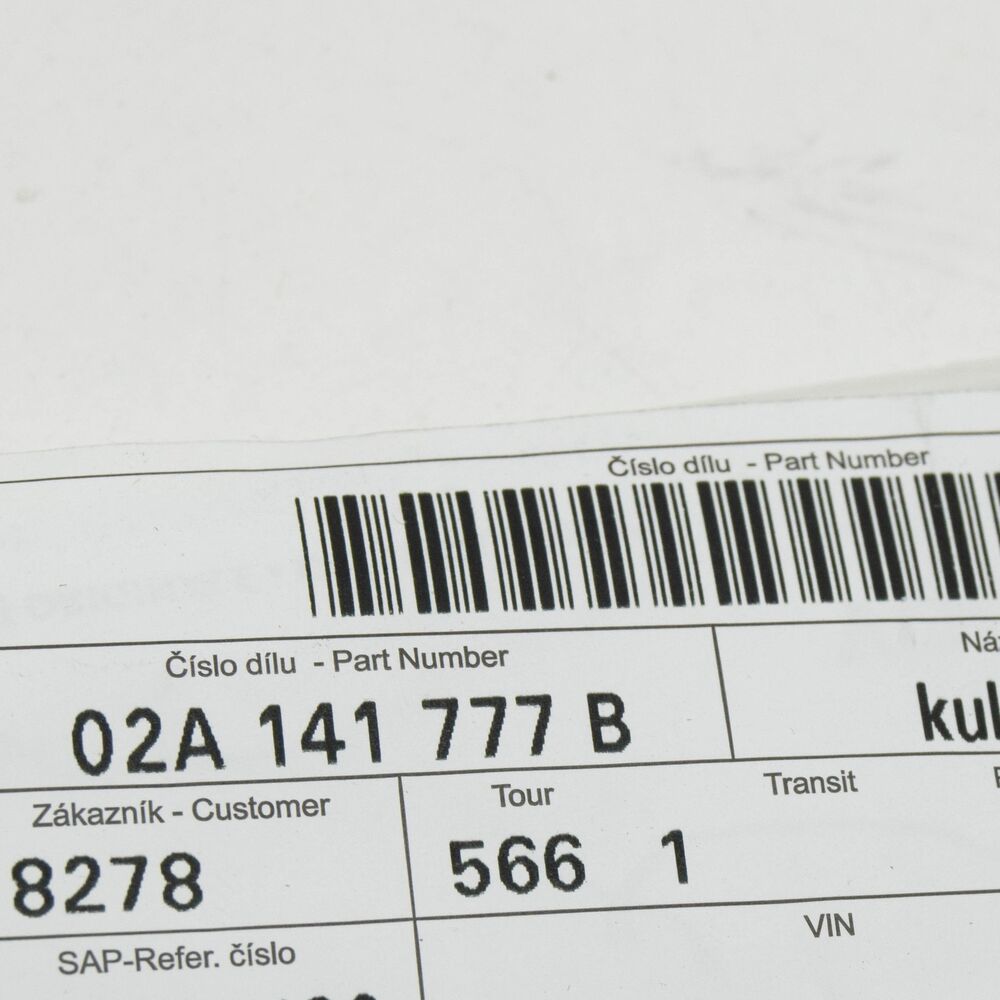 Číslo dílu - Part Number
Číslo dílu - Part Number
02A 141 777 B
Zákazník - Customer
Tour
Transit
8278
566 1
VIN
SAP-Refer. číslo